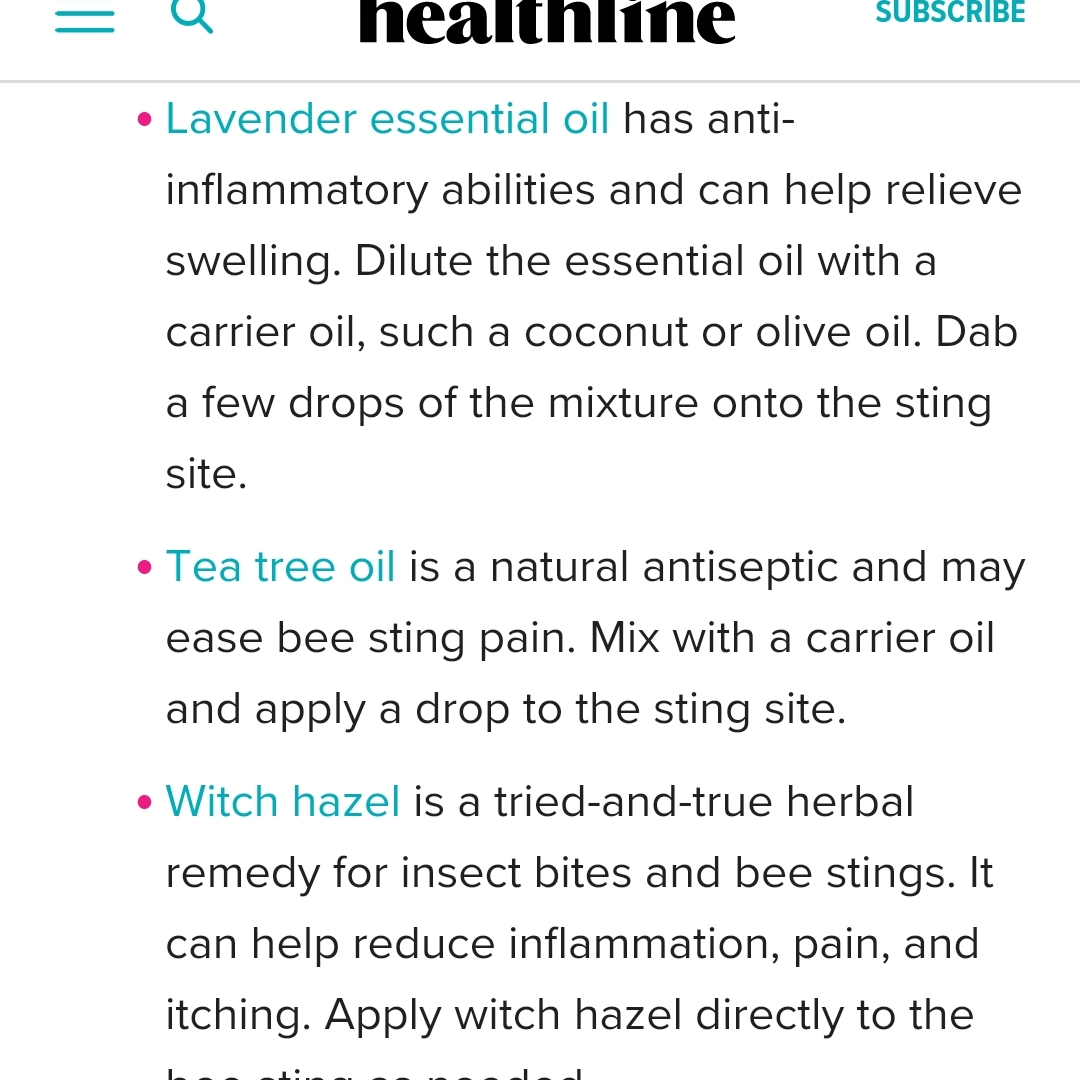 healthline
SUBSCRIBE
Lavender essential oil has anti-
inflammatory abilities and can help relieve
swelling. Dilute the essential oil with a
carrier oil, such a coconut or olive oil. Dab
a few drops of the mixture onto the sting
site.
Tea tree oil is a natural antiseptic and may
ease bee sting pain. Mix with a carrier oil
and apply a drop to the sting site.
Witch hazel is a tried-and-true herbal
remedy for insect bites and bee stings. It
can help reduce inflammation, pain, and
itching. Apply witch hazel directly to the
bee sting as needed.